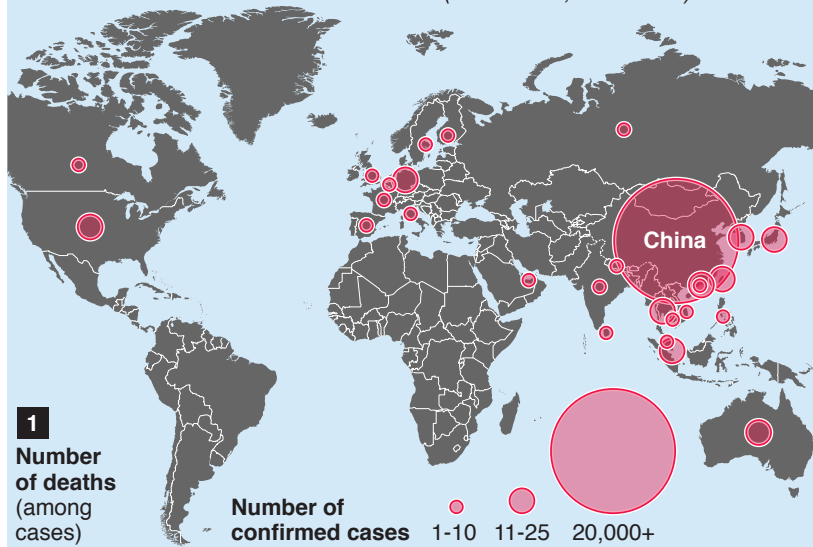 China
1
Number
of deaths
(among
cases)
Number of
confirmed cases
1-10
11-25
20,000+